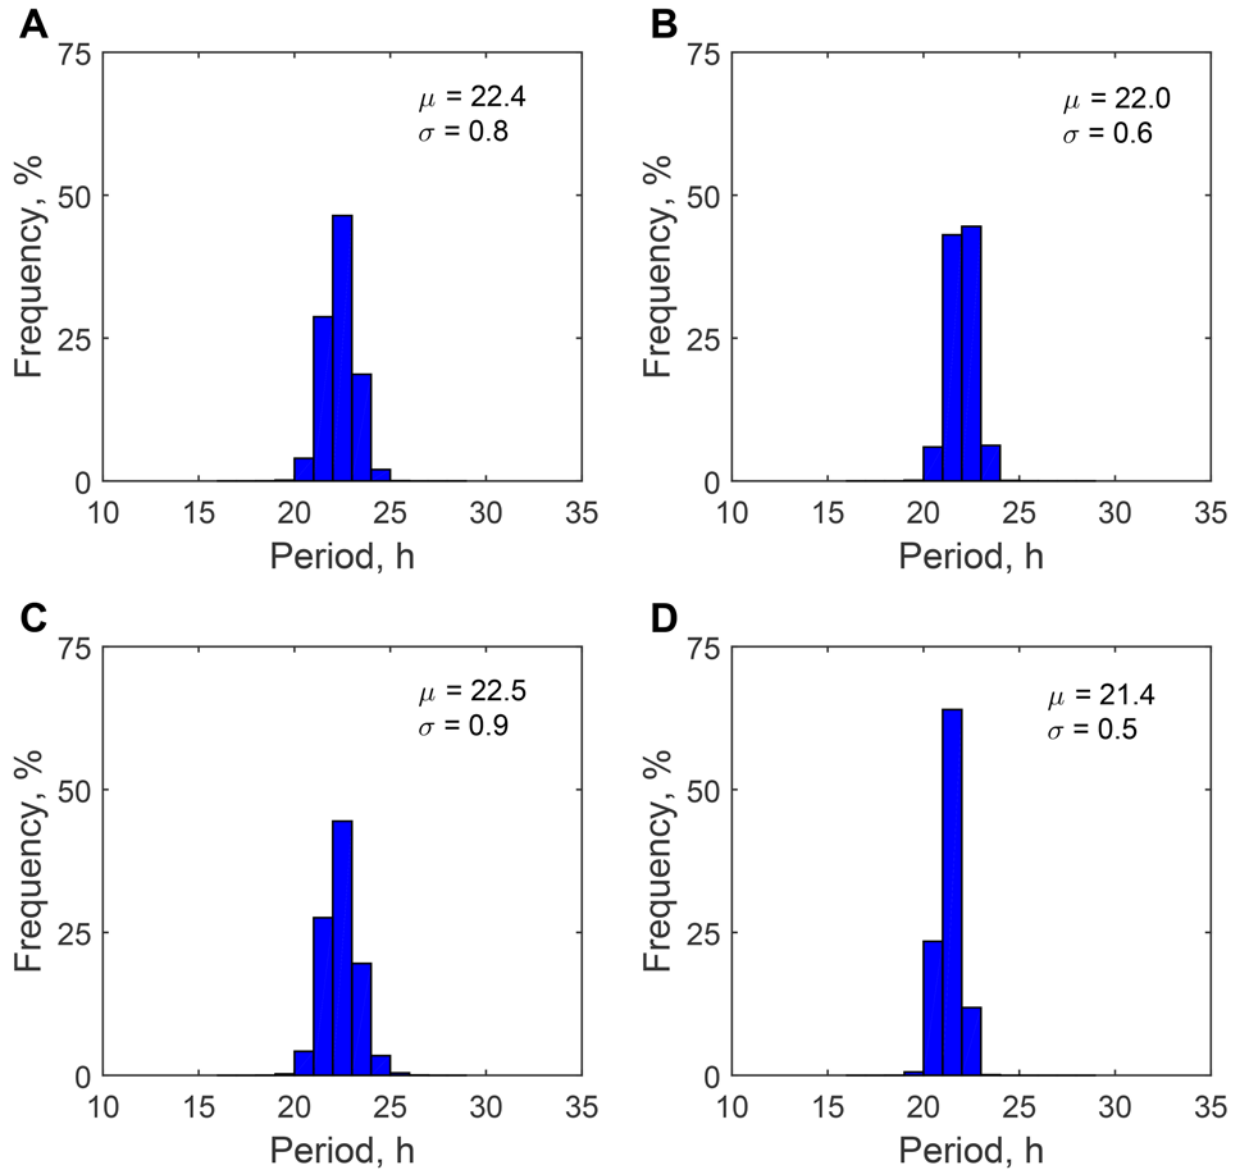 A
75
50
25
0
Frequency, %
μ = 22.4
σ = 0.8
10 15 20 25 30 35
Period, h
B
75
50
25
0
Frequency, %
μ = 22.0
σ = 0.6
10 15 20 25 30 35
Period, h
C
75
50
25
0
Frequency, %
μ = 22.5
σ = 0.9
10 15 20 25 30 35
Period, h
D
75
50
25
0
Frequency, %
μ = 21.4
σ = 0.5
10 15 20 25 30 35
Period, h